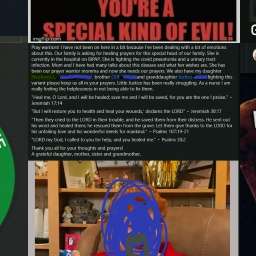 YOU'RE A
SPECIAL KIND OF EVIL!
imgflip.com
Pray warriors! I have not been on here in a bit because I've been dealing with a lot of emotions
about this. Our family is asking for healing prayers for this special head of our family. She is
currently in the hospital on BIPAP. She is fighting the covid pneumonia and a urinary tract
infection. Mom and I have had many talks about this disease and what her wishes are. She has
been our prayer warrior momma and now she needs our prayers. We also have my daughter
brother and granddaughter fighting this
variant please keep us all in your prayers. Little has been really struggling. As a nurse I am
really feeling the helplessness in not being able to fix them.
"Heal me, O Lord, and I will be healed; save me and I will be saved, for you are the one I praise." ~
Jeremiah 17:14
"But I will restore you to health and heal your wounds,' declares the LORD" ~ Jeremiah 30:17
"Then they cried to the LORD in their trouble, and he saved them from their distress. He sent out
his word and healed them; he rescued them from the grave. Let them give thanks to the LORD for
his unfailing love and his wonderful deeds for mankind." ~ Psalms 107:19-21
"LORD my God, I called to you for help, and you healed me." ~ Psalms 30:2
Thank you all for your thoughts and prayers!
A grateful daughter, mother, sister and grandmother.